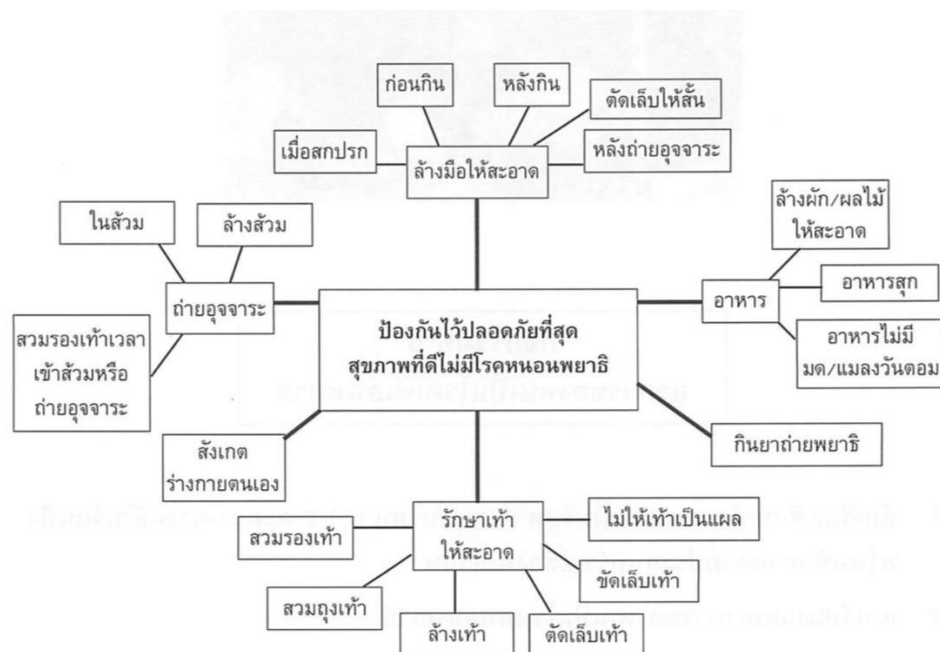 ก่อนกิน
หลังกิน
ตัดเล็บให้สั้น
เมื่อสกปรก
ล้างมือให้สะอาด
หลังถ่ายอุจจาระ
ล้างผัก/ผลไม้
ให้สะอาด
ในส้วม
ล้างส้วม
อาหารสุก
ถ่ายอุจจาระ
อาหาร
ป้องกันไว้ปลอดภัยที่สุด
สุขภาพที่ดีไม่มีโรคหนอนพยาธิ
สวมรองเท้าเวลา
เข้าส้วมหรือ
ถ่ายอุจจาระ
อาหารไม่มี
มด/แมลงวันตอม
สังเกต
ร่างกายตนเอง
กินยาถ่ายพยาธิ
รักษาเท้า
ให้สะอาด
สวมรองเท้า
ไม่ให้เท้าเป็นแผล
ขัดเล็บเท้า
สวมถุงเท้า
ล้างเท้า
ตัดเล็บเท้า